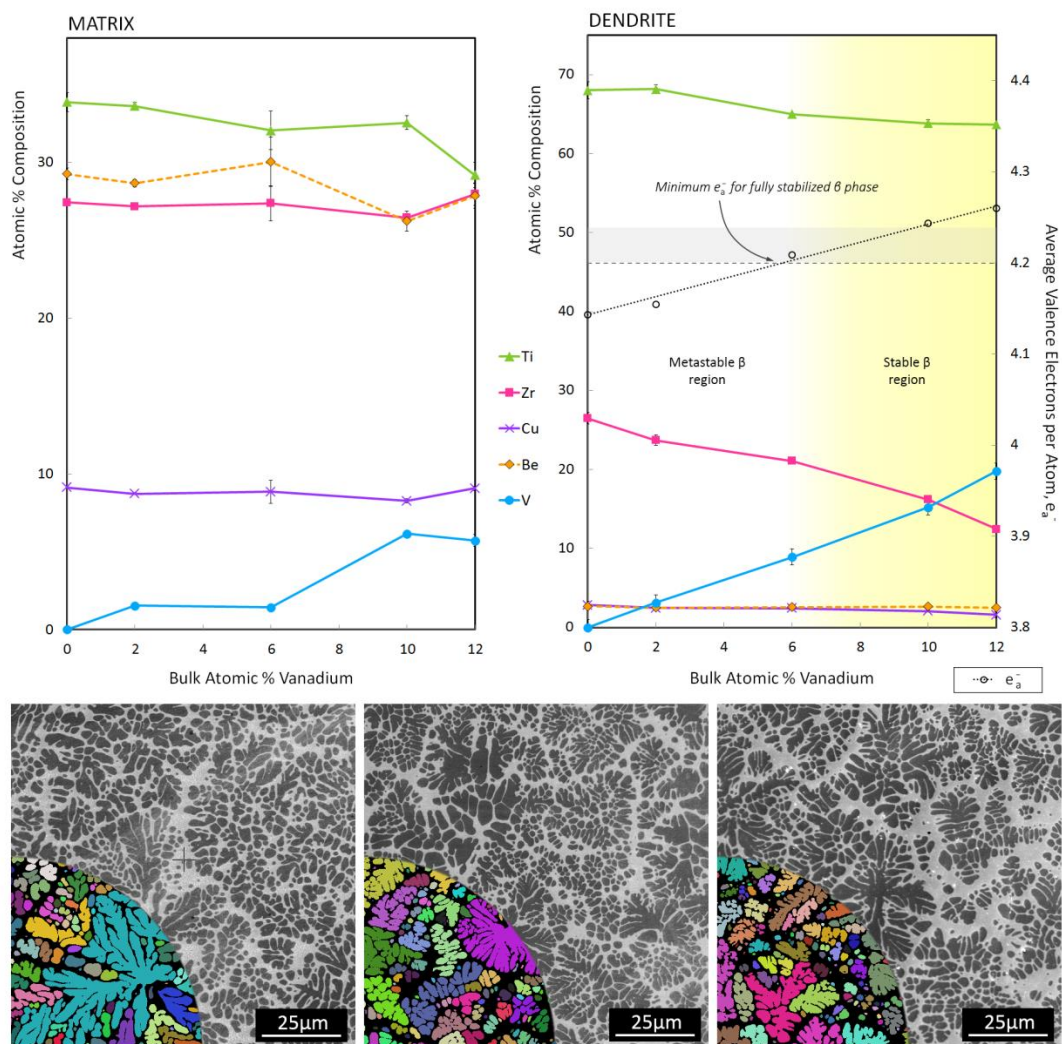 MATRIX
Atomic % Composition
30
20
10
0
0 2 4 6 8 10 12
Bulk Atomic % Vanadium
Ti
Zr
Cu
Be
V
DENDRITE
Atomic % Composition
70
60
50
40
30
20
10
0
Minimum e⁻ₐ for fully stabilized β phase
Metastable β
region
Stable β
region
4.4
4.3
4.2
4.1
4
3.9
3.8
Average Valence Electrons per Atom, e⁻ₐ
0 2 4 6 8 10 12
Bulk Atomic % Vanadium
e⁻ₐ
25µm
25µm
25µm